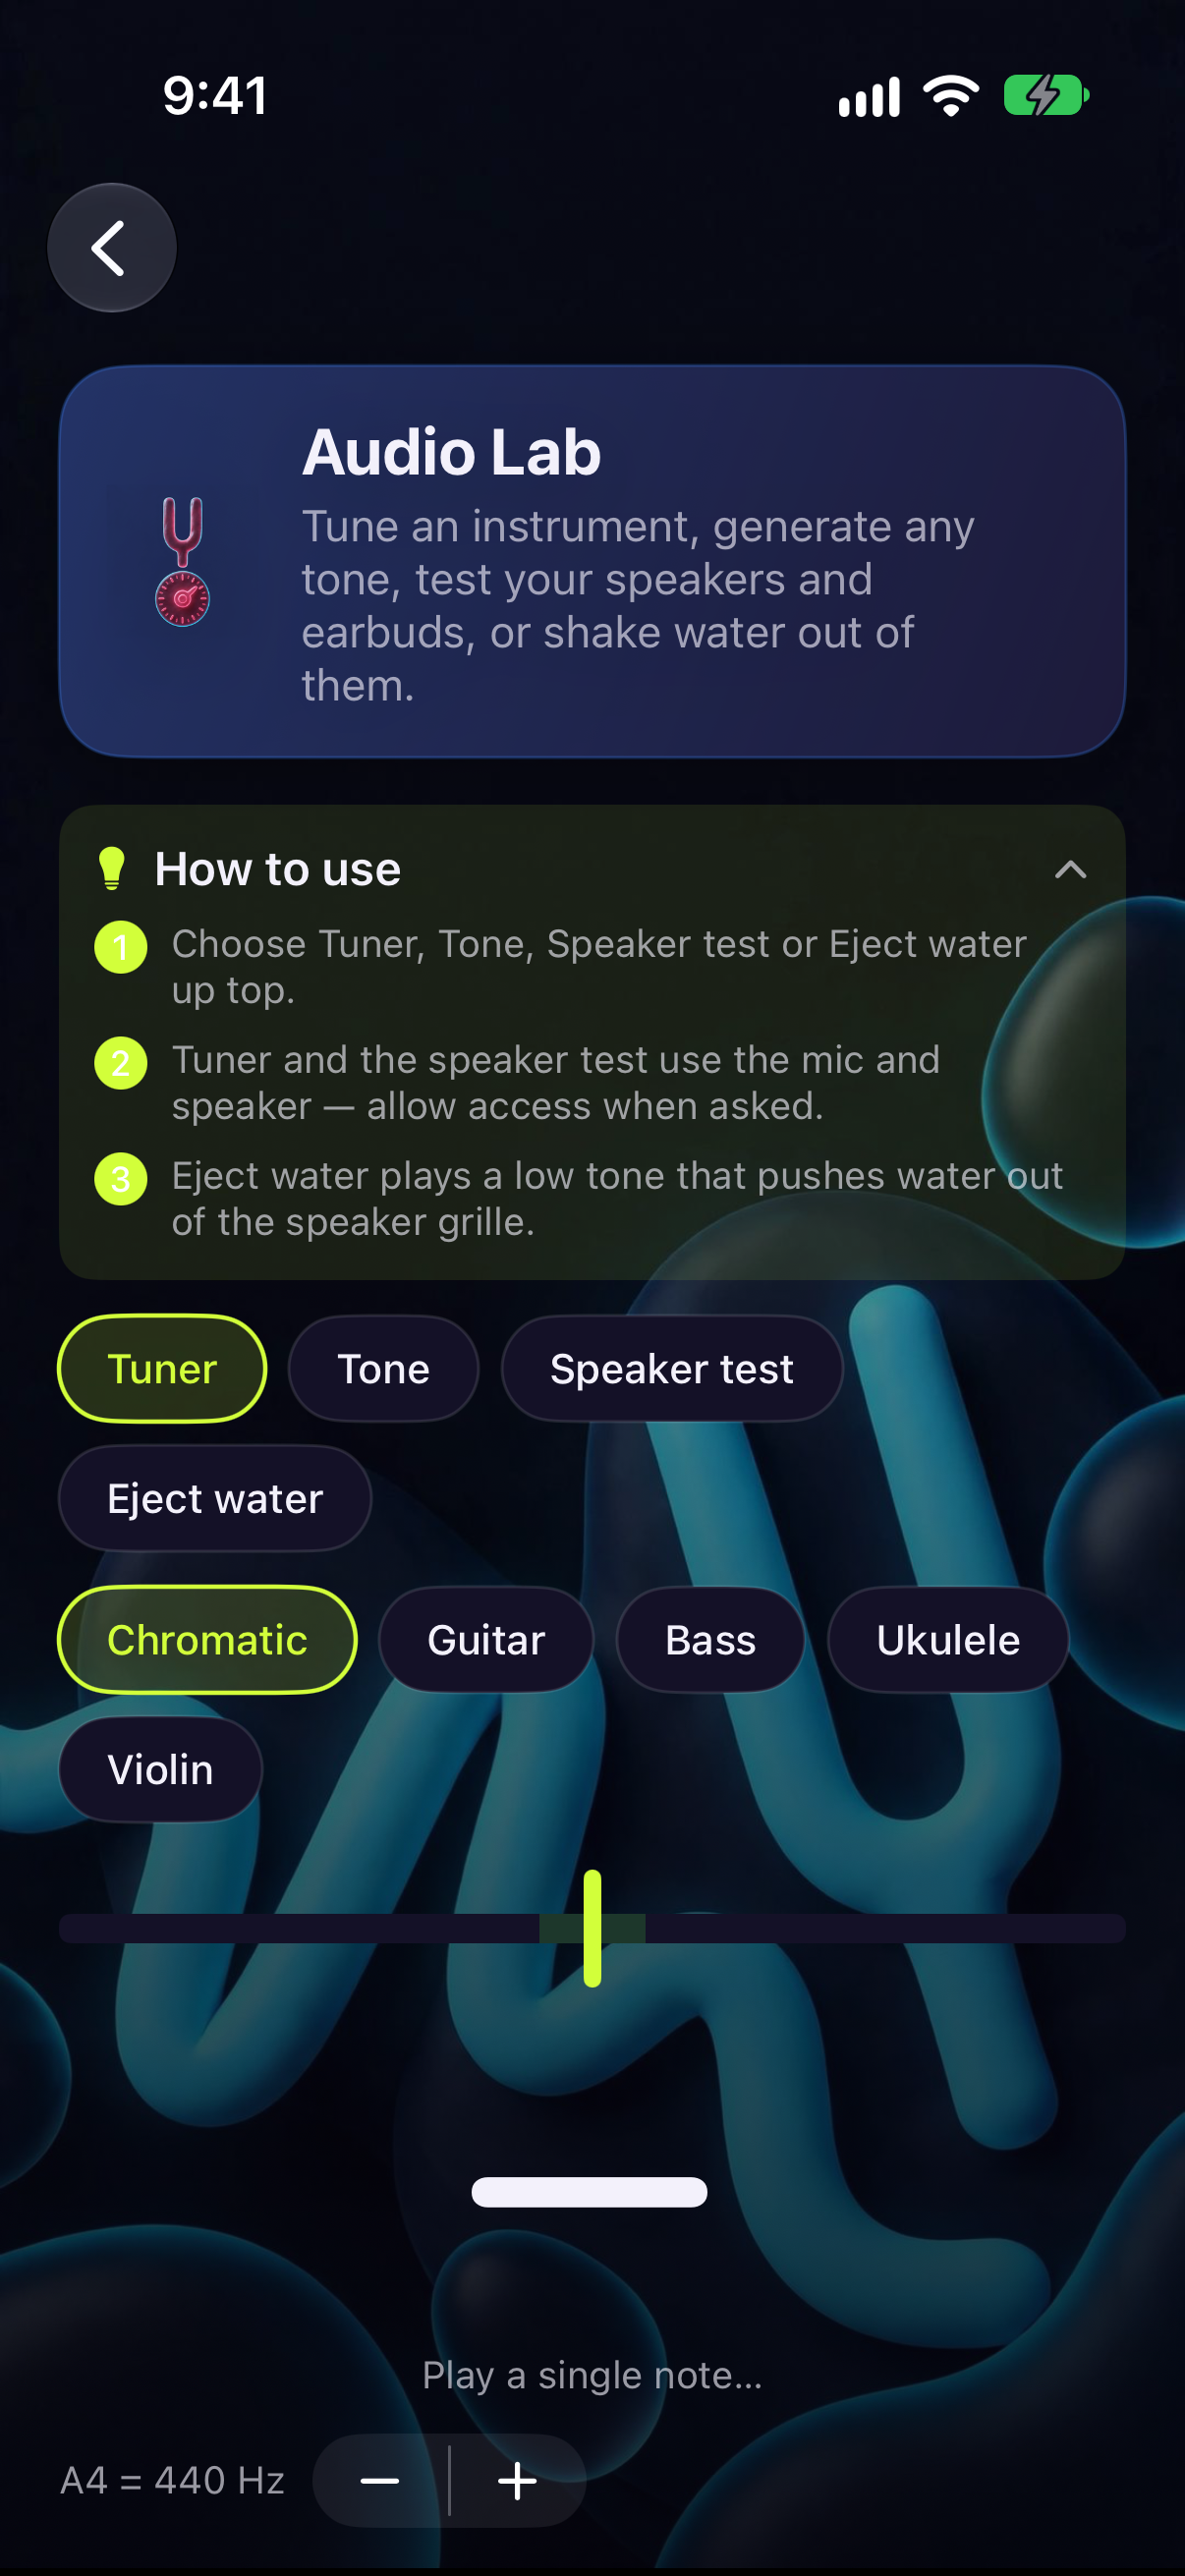 9:41
Audio Lab
Tune an instrument, generate any
tone, test your speakers and
earbuds, or shake water out of
them.
How to use
1 Choose Tuner, Tone, Speaker test or Eject water
up top.
2 Tuner and the speaker test use the mic and
speaker — allow access when asked.
3 Eject water plays a low tone that pushes water out
of the speaker grille.
Tuner Tone Speaker test
Eject water
Chromatic Guitar Bass Ukulele
Violin
Play a single note...
A4 = 440 Hz − +